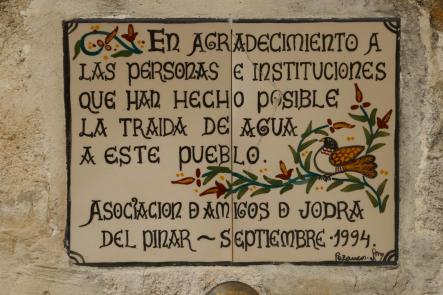 EN AGRADECIMIENTO A
LAS PERSONAS E INSTITUCIONES
QUE HAN HECHO POSIBLE
LA TRAIDA DE AGUA
A ESTE PUEBLO.
ASOCIACION D AMIGOS D JODRA
DEL PINAR ~ SEPTIEMBRE · 1994.